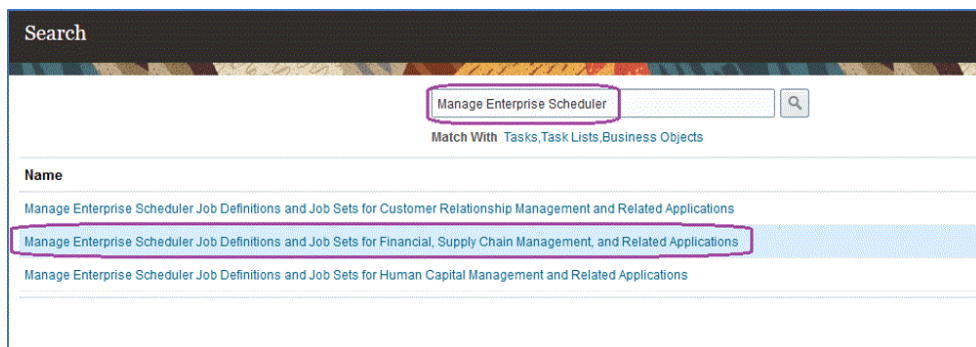 Search
Manage Enterprise Scheduler
Match With Tasks,Task Lists,Business Objects
Name
Manage Enterprise Scheduler Job Definitions and Job Sets for Customer Relationship Management and Related Applications
Manage Enterprise Scheduler Job Definitions and Job Sets for Financial, Supply Chain Management, and Related Applications
Manage Enterprise Scheduler Job Definitions and Job Sets for Human Capital Management and Related Applications